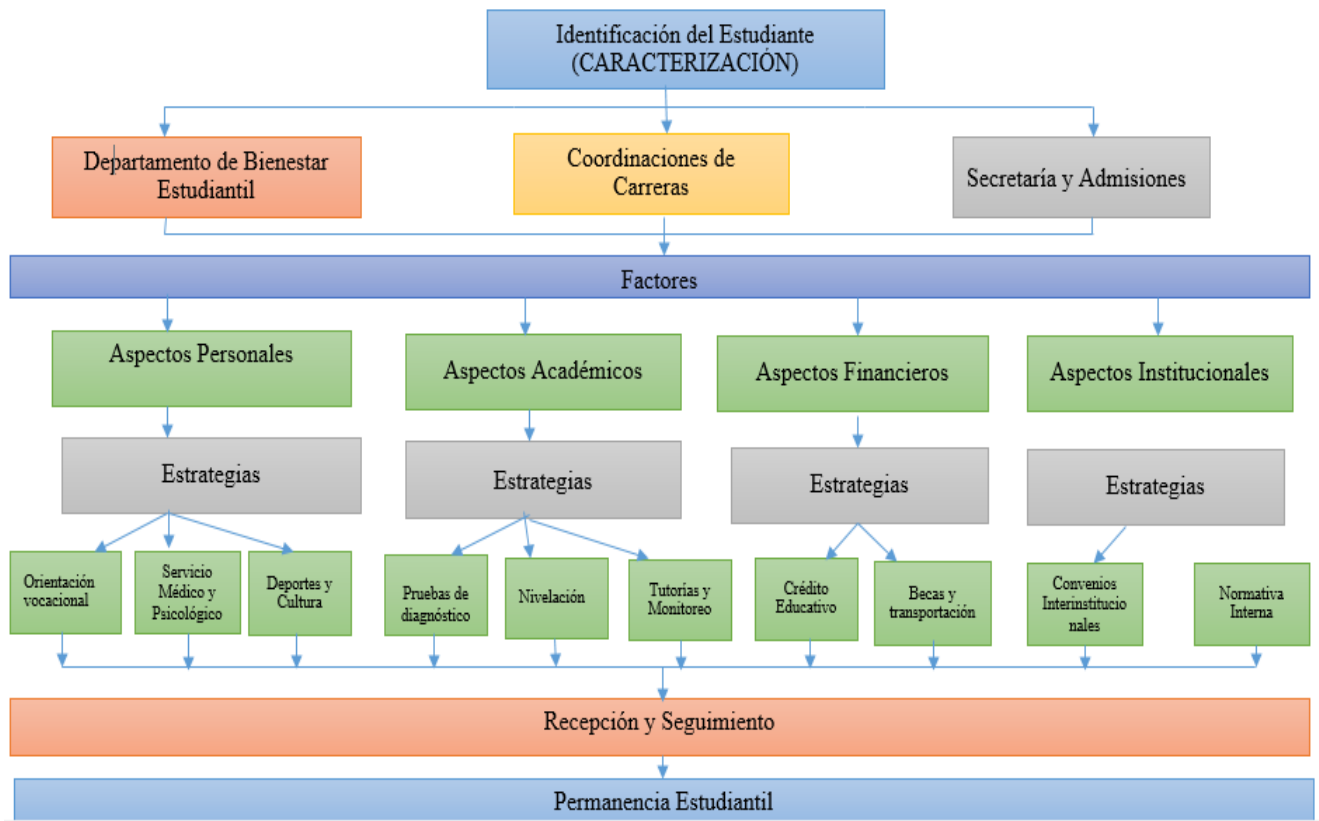 Identificación del Estudiante
(CARACTERIZACIÓN)
Departamento de Bienestar
Estudiantil
Coordinaciones de
Carreras
Secretaría y Admisiones
Factores
Aspectos Personales
Aspectos Académicos
Aspectos Financieros
Aspectos Institucionales
Estrategias
Estrategias
Estrategias
Estrategias
Orientación
vocacional
Servicio
Médico y
Psicológico
Deportes y
Cultura
Pruebas de
diagnóstico
Nivelación
Tutorías y
Monitoreo
Crédito
Educativo
Becas y
transportación
Convenios
Interinstitucio
nales
Normativa
Interna
Recepción y Seguimiento
Permanencia Estudiantil